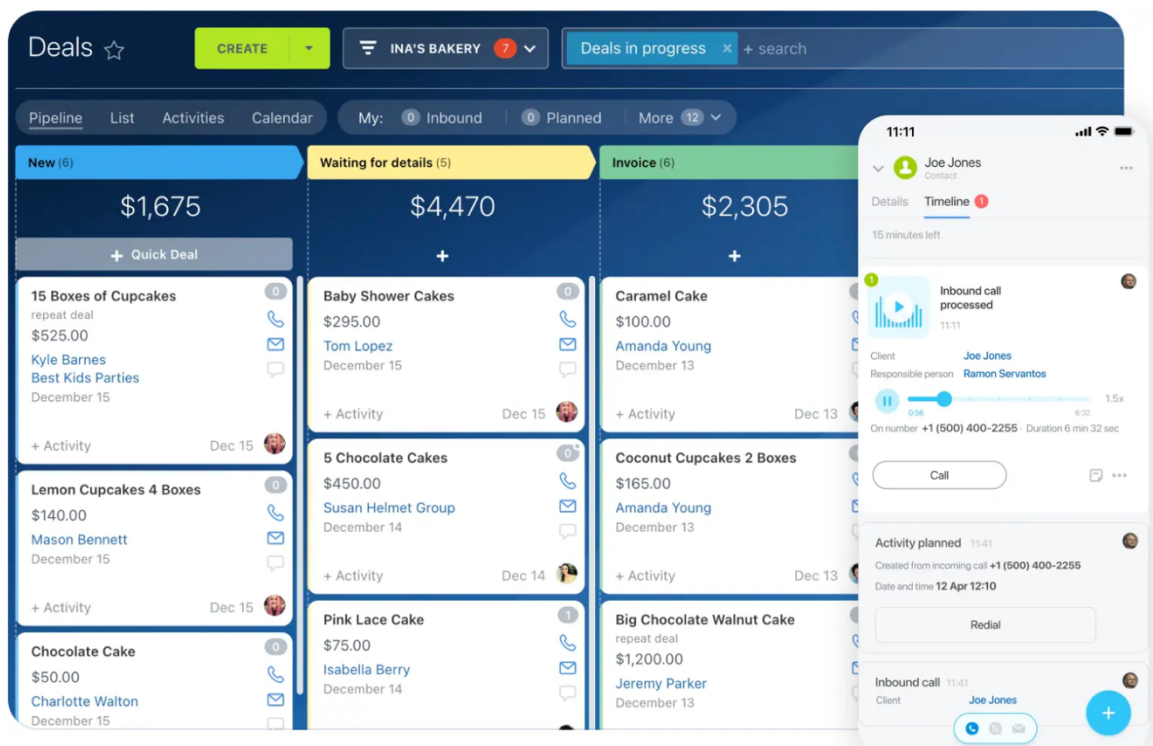 Deals
CREATE
INA'S BAKERY 7
Deals in progress × + search
Pipeline List Activities Calendar
My: 0 Inbound 0 Planned More 12
New (6)
$1,675
+ Quick Deal
15 Boxes of Cupcakes 0
repeat deal
$525.00
Kyle Barnes
Best Kids Parties
December 15
+ Activity Dec 15
Lemon Cupcakes 4 Boxes 0
$140.00
Mason Bennett
December 15
+ Activity Dec 15
Chocolate Cake 0
$50.00
Charlotte Walton
December 15
Waiting for details (5)
$4,470
+
Baby Shower Cakes 0
$295.00
Tom Lopez
December 15
+ Activity Dec 15
5 Chocolate Cakes 0
$450.00
Susan Helmet Group
December 14
+ Activity Dec 14
Pink Lace Cake 1
$75.00
Isabella Berry
December 14
Invoice (6)
$2,305
+
Caramel Cake
$100.00
Amanda Young
December 13
+ Activity Dec 13
Coconut Cupcakes 2 Boxes
$165.00
Amanda Young
December 13
+ Activity Dec 13
Big Chocolate Walnut Cake
repeat deal
$1,200.00
Jeremy Parker
December 13
11:11
Joe Jones
Contact
Details Timeline 1
15 minutes left
1
Inbound call
processed
11:11
Client Joe Jones
Responsible person Ramon Servantos
1.5x
0:56 6:32
On number +1 (500) 400-2255 · Duration 6 min 32 sec
Call
Activity planned 11:41
Created from incoming call +1 (500) 400-2255
Date and time 12 Apr 12:10
Redial
Inbound call 11:41
Client Joe Jones
+